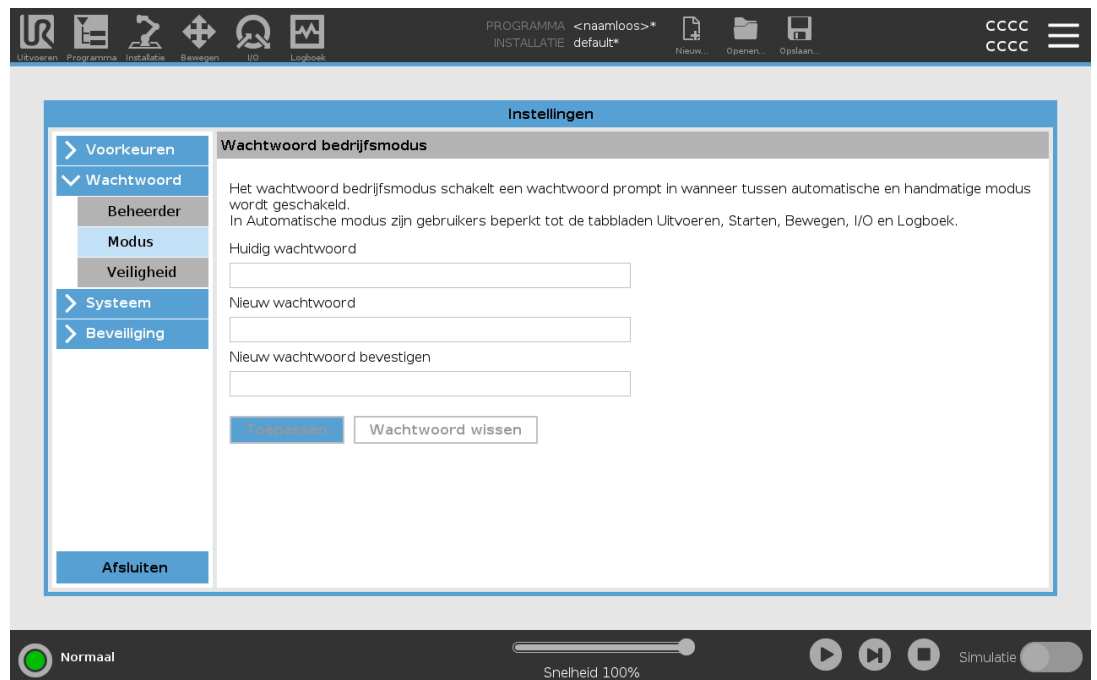 PROGRAMMA <naamloos>*
INSTALLATIE default*
Uitvoeren Programma Installatie Bewegen I/O Logboek
Nieuw... Openen... Opslaan...
CCCC
CCCC
Instellingen
Voorkeuren
Wachtwoord
Beheerder
Modus
Veiligheid
Systeem
Beveiliging
Afsluiten
Wachtwoord bedrijfsmodus
Het wachtwoord bedrijfsmodus schakelt een wachtwoord prompt in wanneer tussen automatische en handmatige modus
wordt geschakeld.
In Automatische modus zijn gebruikers beperkt tot de tabbladen Uitvoeren, Starten, Bewegen, I/O en Logboek.
Huidig wachtwoord
Nieuw wachtwoord
Nieuw wachtwoord bevestigen
Toepassen Wachtwoord wissen
Normaal
Snelheid 100%
Simulatie